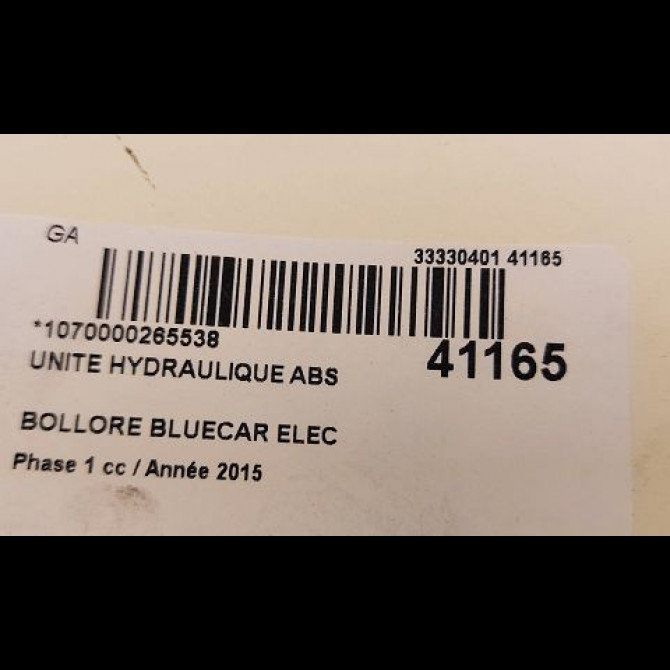 GA
33330401 41165
*1070000265538
41165
UNITE HYDRAULIQUE ABS
BOLLORE BLUECAR ELEC
Phase 1 cc / Année 2015